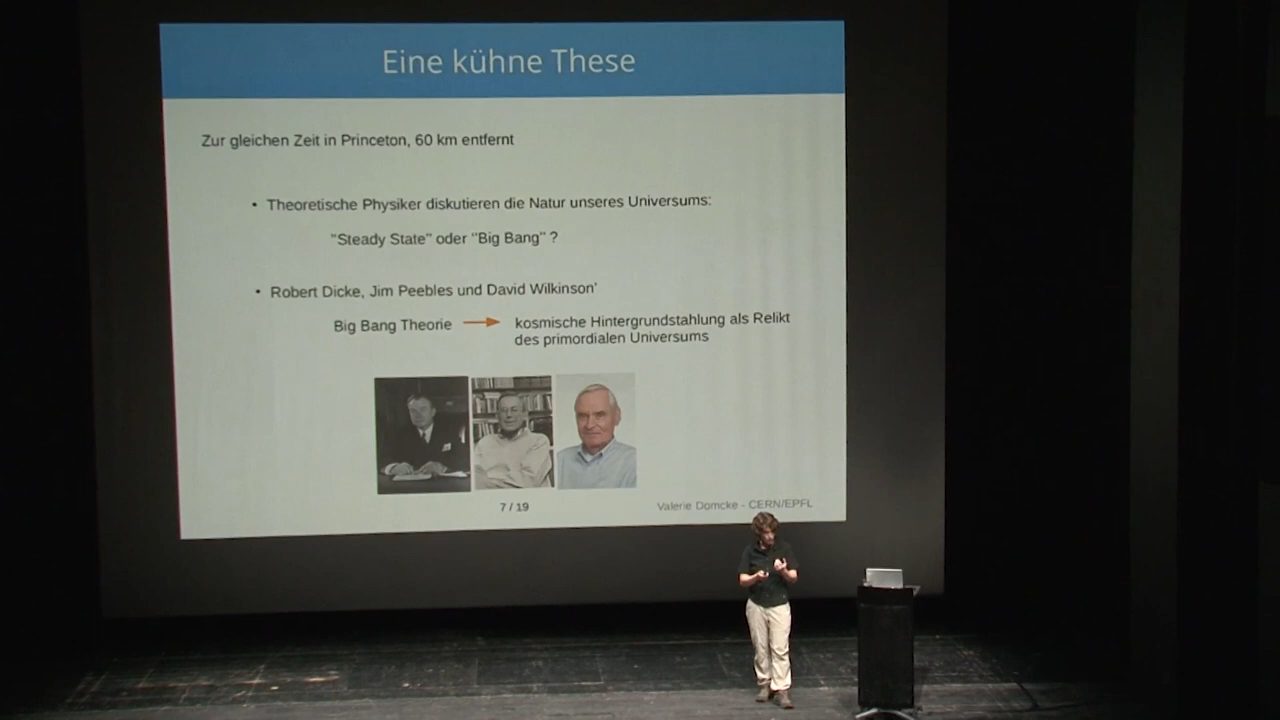 Eine kühne These
Zur gleichen Zeit in Princeton, 60 km entfernt
• Theoretische Physiker diskutieren die Natur unseres Universums:
"Steady State" oder "Big Bang" ?
• Robert Dicke, Jim Peebles und David Wilkinson'
Big Bang Theorie → kosmische Hintergrundstahlung als Relikt
des primordialen Universums
7 / 19
Valerie Domcke - CERN/EPFL